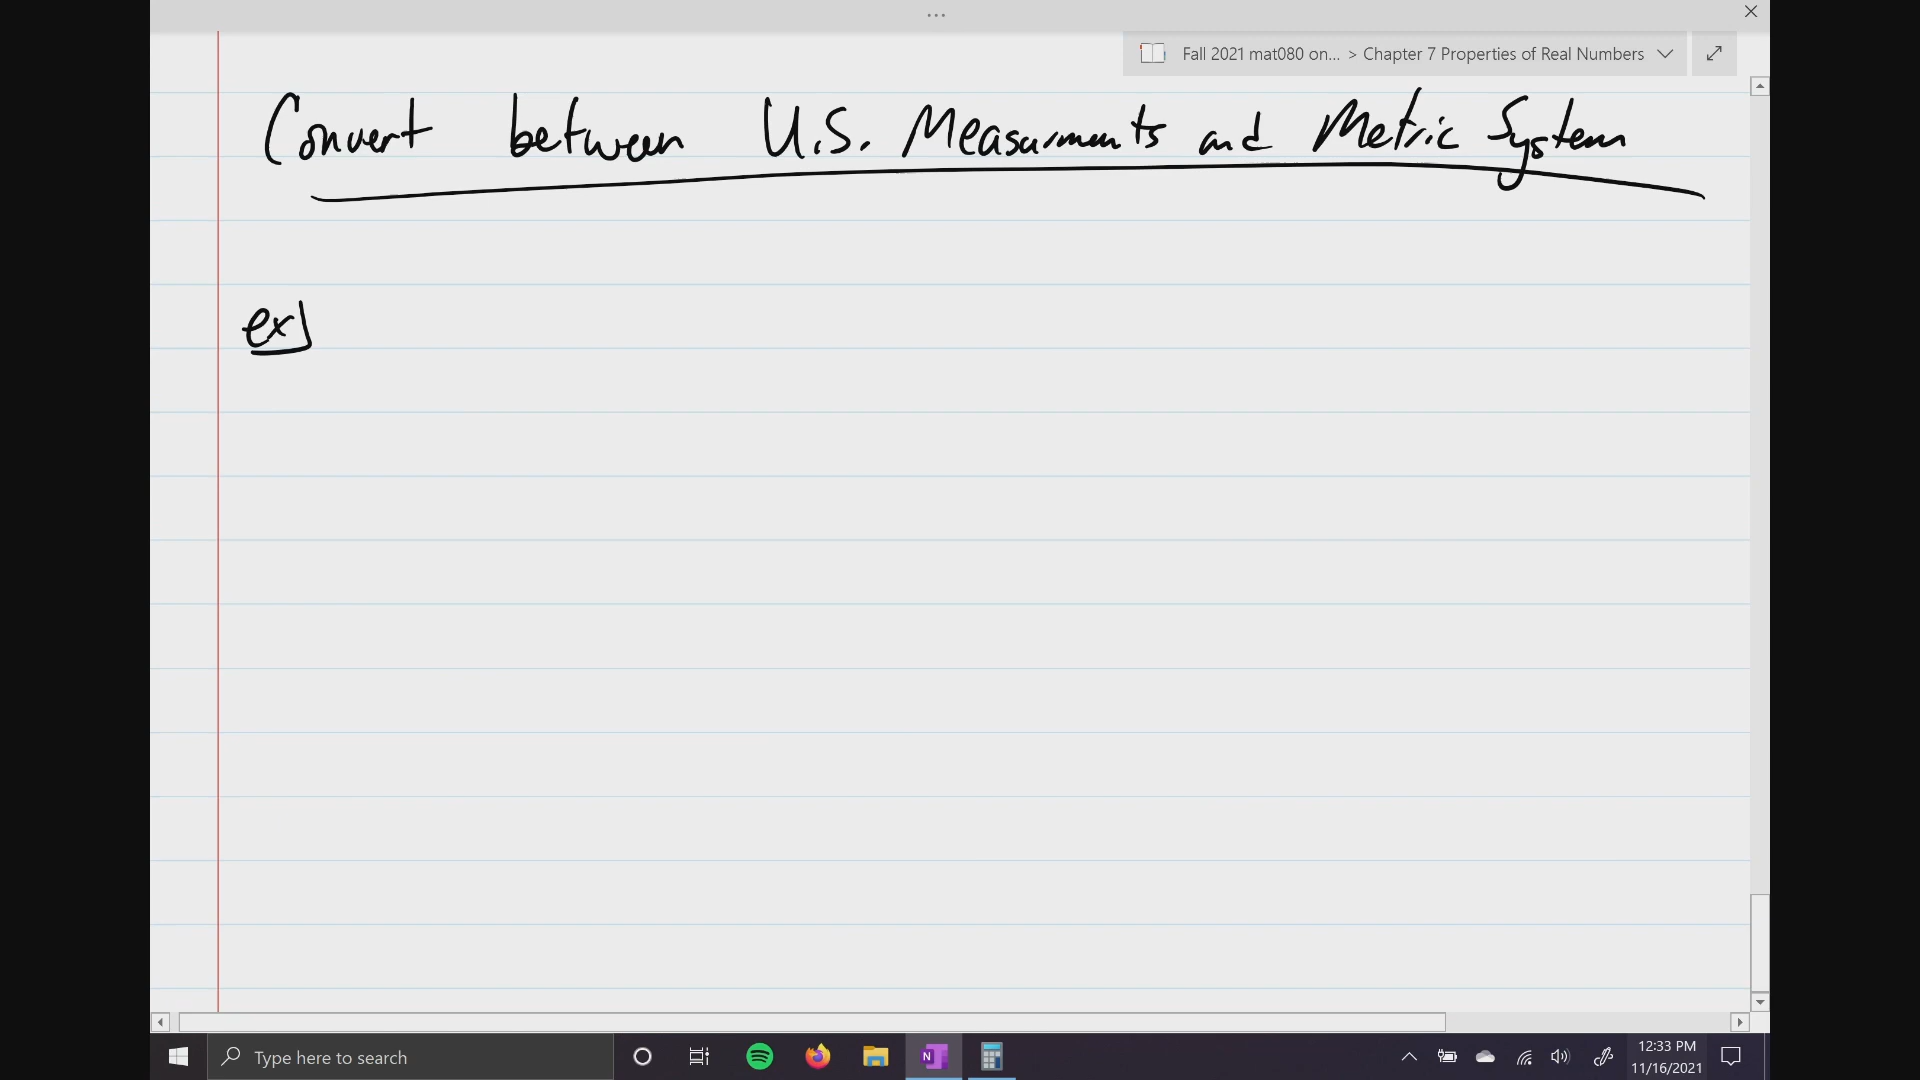 ...
Fall 2021 mat080 on... > Chapter 7 Properties of Real Numbers
Convert between U.S. Measurments and Metric System
ex)
Type here to search
12:33 PM
11/16/2021